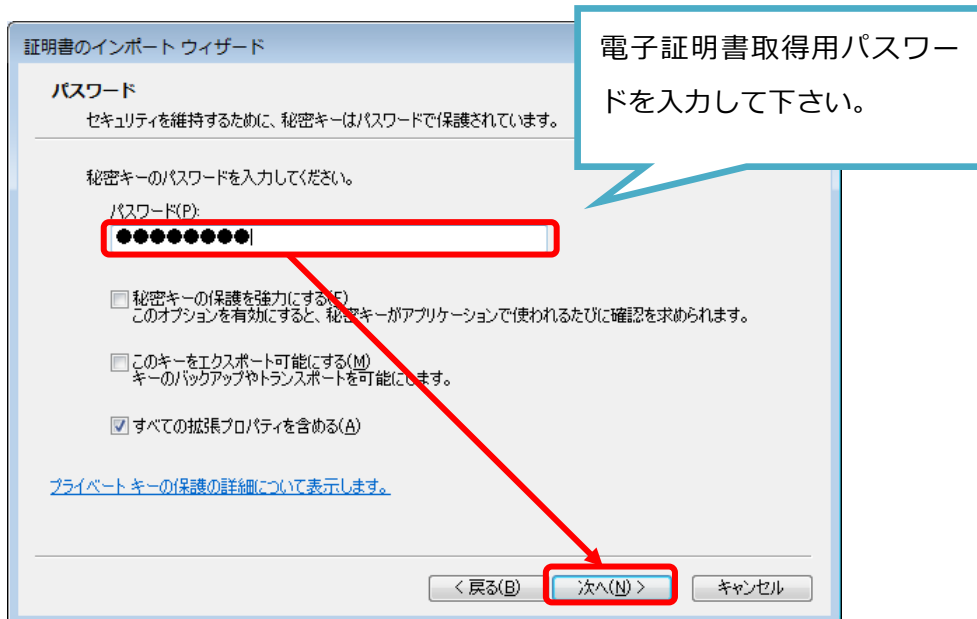 証明書のインポート ウィザード
電子証明書取得用パスワー
ドを入力して下さい。
パスワード
セキュリティを維持するために、秘密キーはパスワードで保護されています。
秘密キーのパスワードを入力してください。
パスワード(P):
●●●●●●●●
秘密キーの保護を強力にする(E)
このオプションを有効にすると、秘密キーがアプリケーションで使われるたびに確認を求められます。
このキーをエクスポート可能にする(M)
キーのバックアップやトランスポートを可能にします。
すべての拡張プロパティを含める(A)
プライベート キーの保護の詳細について表示します。
< 戻る(B)
次へ(N) >
キャンセル